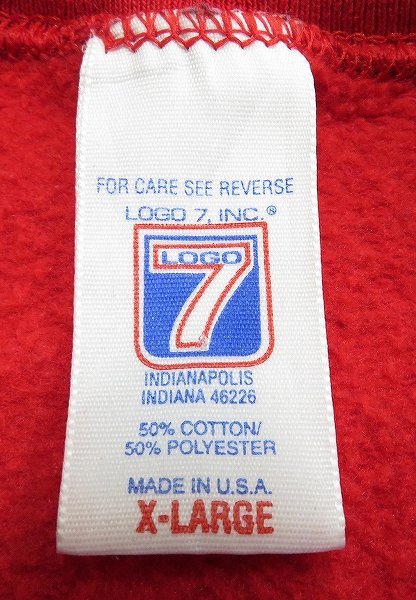 FOR CARE SEE REVERSE
LOGO 7, INC.®
LOGO
7
INDIANAPOLIS
INDIANA 46226
50% COTTON/
50% POLYESTER
MADE IN U.S.A.
X-LARGE